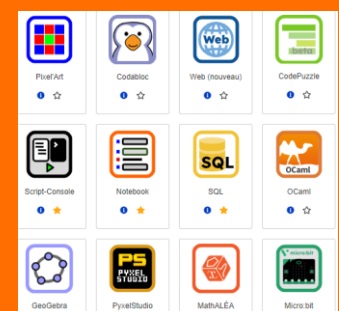 Web
beta
Pixel'Art
Codabloc
Web (nouveau)
CodePuzzle
SQL
OCaml
Script-Console
Notebook
SQL
OCaml
PS
PYXEL
STUDIO
micro:bit
GeoGebra
PyxelStudio
MathALÉA
Micro:bit